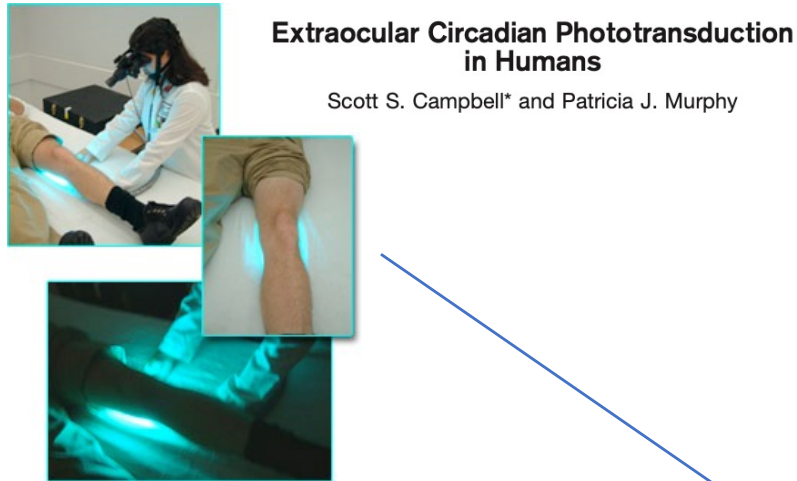 Extraocular Circadian Phototransduction
in Humans
Scott S. Campbell* and Patricia J. Murphy